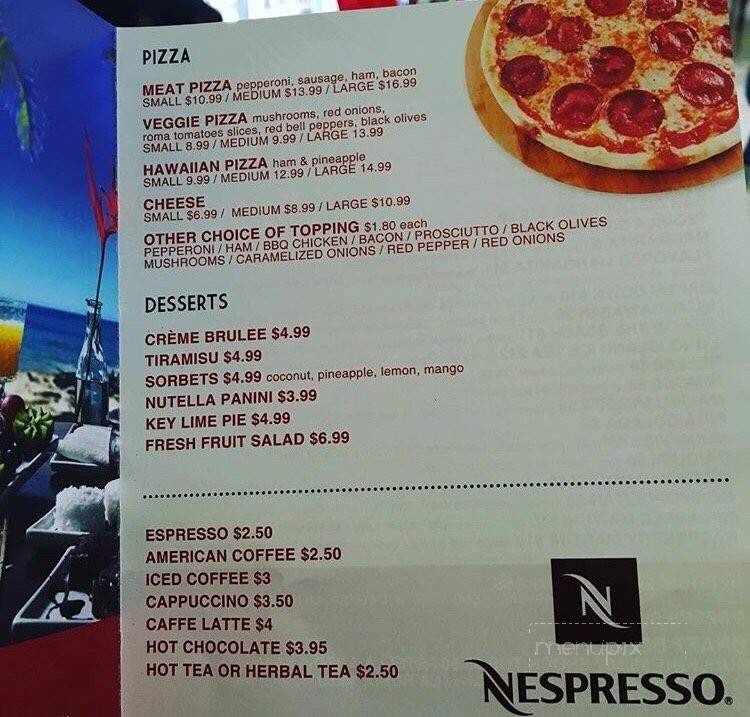 PIZZA
MEAT PIZZA pepperoni, sausage, ham, bacon
SMALL $10.99 / MEDIUM $13.99 / LARGE $16.99
VEGGIE PIZZA mushrooms, red onions,
roma tomatoes slices, red bell peppers, black olives
SMALL 8.99 / MEDIUM 9.99 / LARGE 13.99
HAWAIIAN PIZZA ham & pineapple
SMALL 9.99 / MEDIUM 12.99 / LARGE 14.99
CHEESE
SMALL $6.99 / MEDIUM $8.99 / LARGE $10.99
OTHER CHOICE OF TOPPING $1.80 each
PEPPERONI / HAM / BBQ CHICKEN / BACON / PROSCIUTTO / BLACK OLIVES
MUSHROOMS / CARAMELIZED ONIONS / RED PEPPER / RED ONIONS
DESSERTS
CRÈME BRULEE $4.99
TIRAMISU $4.99
SORBETS $4.99 coconut, pineapple, lemon, mango
NUTELLA PANINI $3.99
KEY LIME PIE $4.99
FRESH FRUIT SALAD $6.99
ESPRESSO $2.50
AMERICAN COFFEE $2.50
ICED COFFEE $3
CAPPUCCINO $3.50
CAFFE LATTE $4
HOT CHOCOLATE $3.95
HOT TEA OR HERBAL TEA $2.50
N
menupix
NESPRESSO.